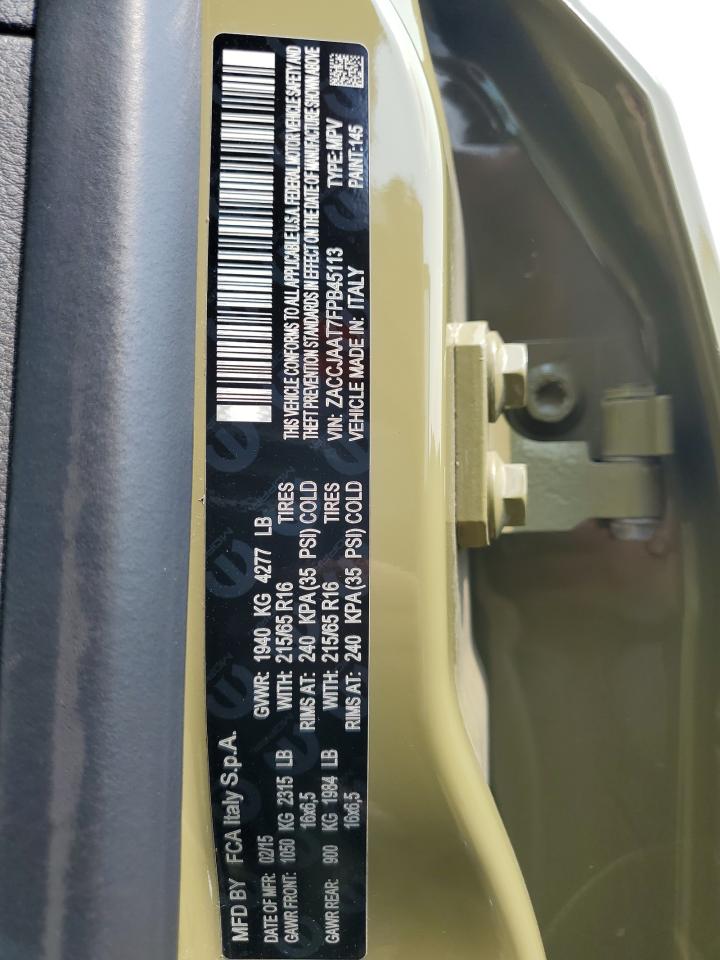 MFD BY FCA Italy S.p.A.
DATE OF MFR: 02/15 GVWR: 1940 KG 4277 LB
GAWR FRONT: 1050 KG 2315 LB WITH: 215/65 R16 TIRES
16x6,5 RIMS AT: 240 KPA(35 PSI) COLD
GAWR REAR: 900 KG 1984 LB WITH: 215/65 R16 TIRES
16x6,5 RIMS AT: 240 KPA(35 PSI) COLD
THIS VEHICLE CONFORMS TO ALL APPLICABLE U.S.A. FEDERAL MOTOR VEHICLE SAFETY AND
THEFT PREVENTION STANDARDS IN EFFECT ON THE DATE OF MANUFACTURE SHOWN ABOVE
VIN: ZACCJAAT7FPB45113 TYPE:MPV
VEHICLE MADE IN: ITALY PAINT:145